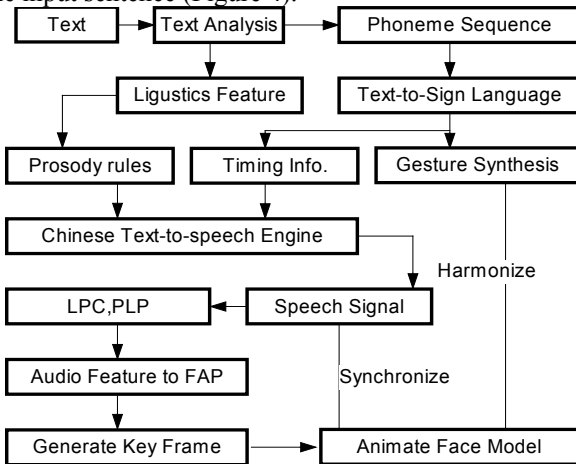 input sentence (Figure 4).
Text
Text Analysis
Phoneme Sequence
Ligustics Feature
Text-to-Sign Language
Prosody rules
Timing Info.
Gesture Synthesis
Chinese Text-to-speech Engine
Harmonize
LPC,PLP
Speech Signal
Audio Feature to FAP
Synchronize
Generate Key Frame
Animate Face Model